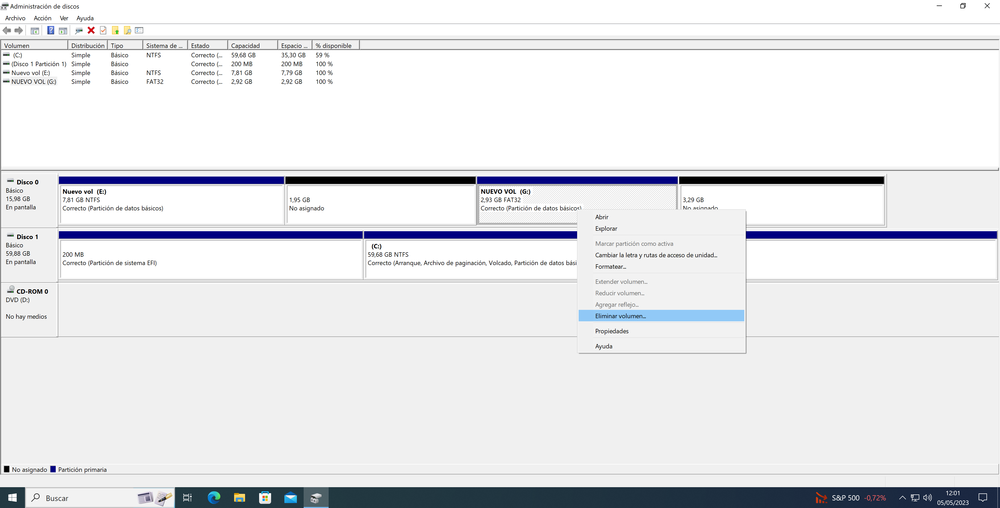 Administración de discos
Archivo Acción Ver Ayuda
Volumen Distribución Tipo Sistema de ... Estado Capacidad Espacio ... % disponible
(C:) Simple Básico NTFS Correcto (... 59,68 GB 35,30 GB 59 %
(Disco 1 Partición 1) Simple Básico Correcto (... 200 MB 200 MB 100 %
Nuevo vol (E:) Simple Básico NTFS Correcto (... 7,81 GB 7,79 GB 100 %
NUEVO VOL (G:) Simple Básico FAT32 Correcto (... 2,92 GB 2,92 GB 100 %
Disco 0
Básico
15,98 GB
En pantalla
Nuevo vol (E:)
7,81 GB NTFS
Correcto (Partición de datos básicos)
1,95 GB
No asignado
NUEVO VOL (G:)
2,93 GB FAT32
Correcto (Partición de datos básicos)
3,29 GB
No asignado
Disco 1
Básico
59,88 GB
En pantalla
200 MB
Correcto (Partición de sistema EFI)
(C:)
59,68 GB NTFS
Correcto (Arranque, Archivo de paginación, Volcado, Partición de datos bási
CD-ROM 0
DVD (D:)
No hay medios
Abrir
Explorar
Marcar partición como activa
Cambiar la letra y rutas de acceso de unidad...
Formatear...
Extender volumen...
Reducir volumen...
Agregar reflejo...
Eliminar volumen...
Propiedades
Ayuda
No asignado Partición primaria
Buscar
S&P 500 -0,72%
12:01
05/05/2023